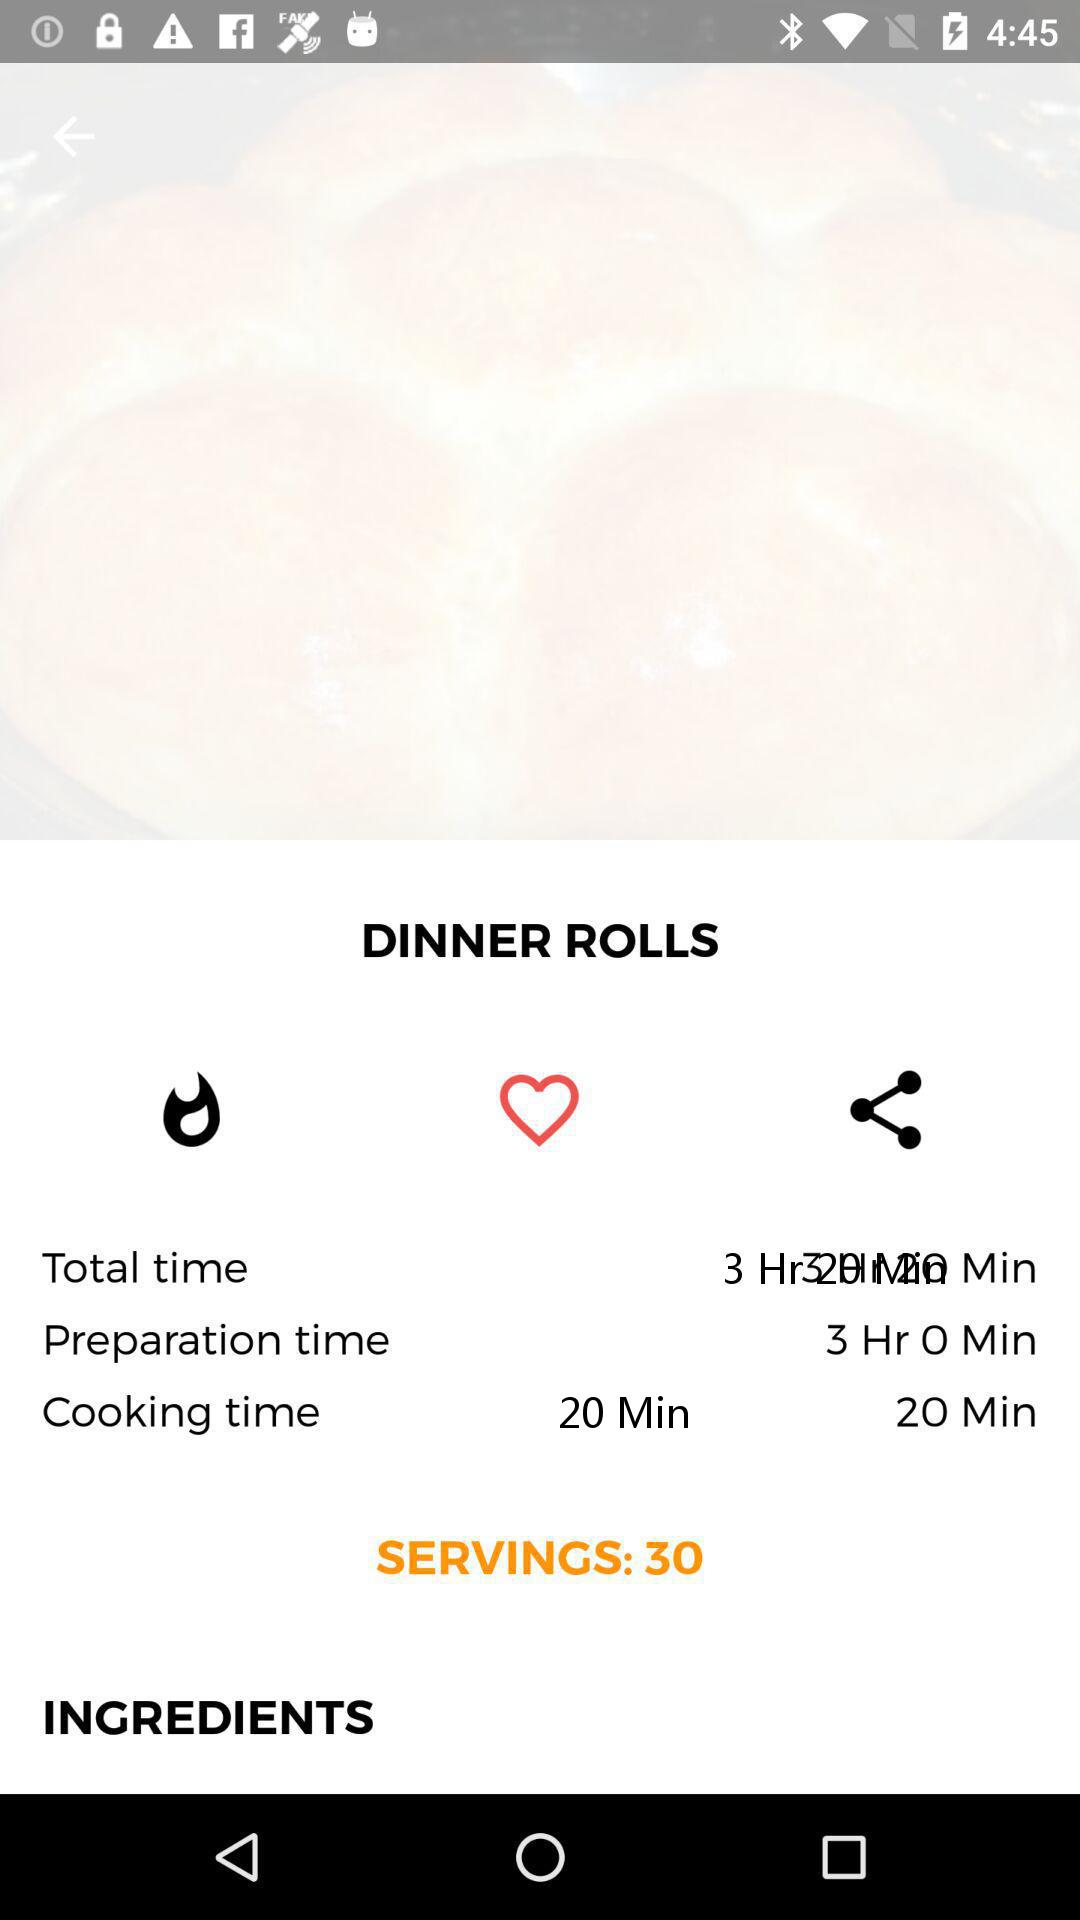 FAKE
4:45
DINNER ROLLS
Total time 3 Hr 20 Min 3 Hr 20 Min
Preparation time 3 Hr 0 Min
Cooking time 20 Min 20 Min
SERVINGS: 30
INGREDIENTS